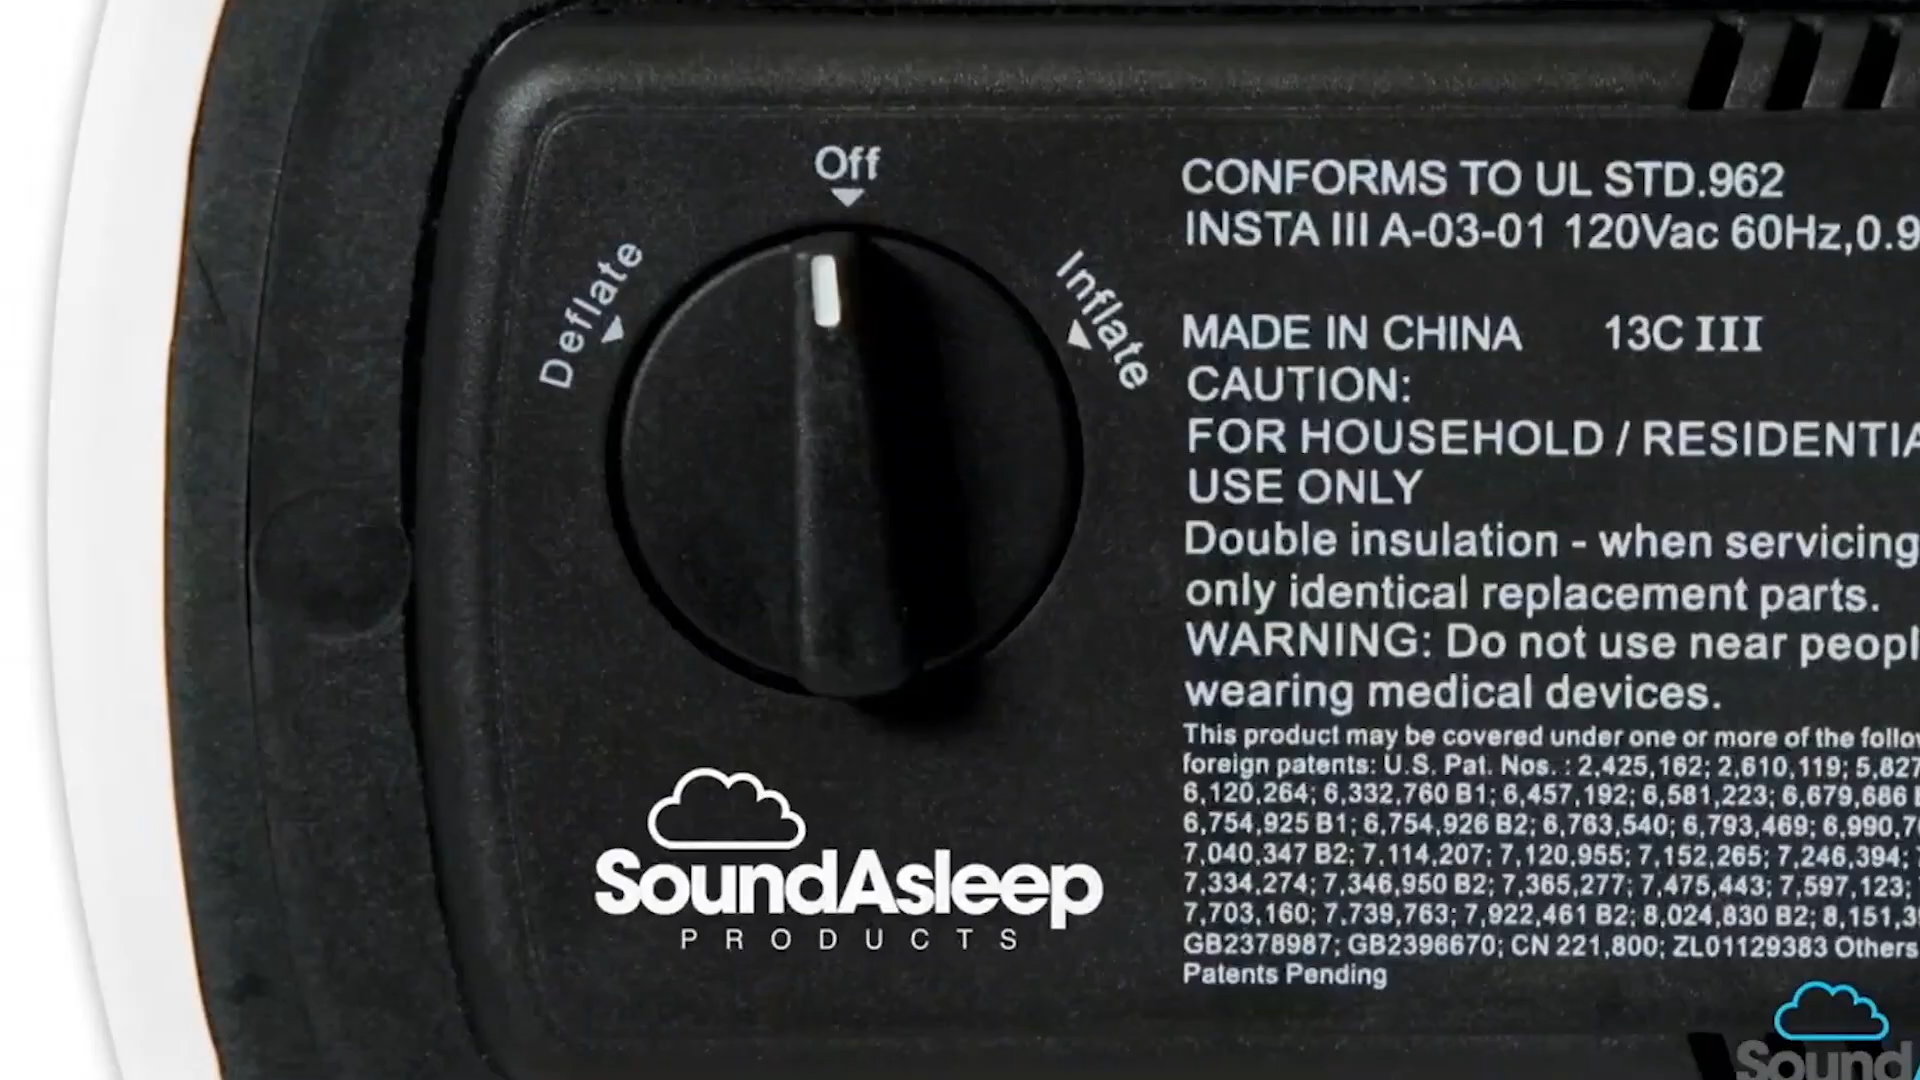 Off
Deflate
Inflate
SoundAsleep
PRODUCTS
CONFORMS TO UL STD.962
INSTA III A-03-01 120Vac 60Hz,0.9
MADE IN CHINA 13C III
CAUTION:
FOR HOUSEHOLD / RESIDENTIA
USE ONLY
Double insulation - when servicing
only identical replacement parts.
WARNING: Do not use near peopl
wearing medical devices.
This product may be covered under one or more of the follow
foreign patents: U.S. Pat. Nos. : 2,425,162; 2,610,119; 5,827
6,120,264; 6,332,760 B1; 6,457,192; 6,581,223; 6,679,686
6,754,925 B1; 6,754,926 B2; 6,763,540; 6,793,469; 6,990,7
7,040,347 B2; 7,114,207; 7,120,955; 7,152,265; 7,246,394;
7,334,274; 7,346,950 B2; 7,365,277; 7,475,443; 7,597,123;
7,703,160; 7,739,763; 7,922,461 B2; 8,024,830 B2; 8,151,3
GB2378987; GB2396670; CN 221,800; ZL01129383 Others
Patents Pending
Sound